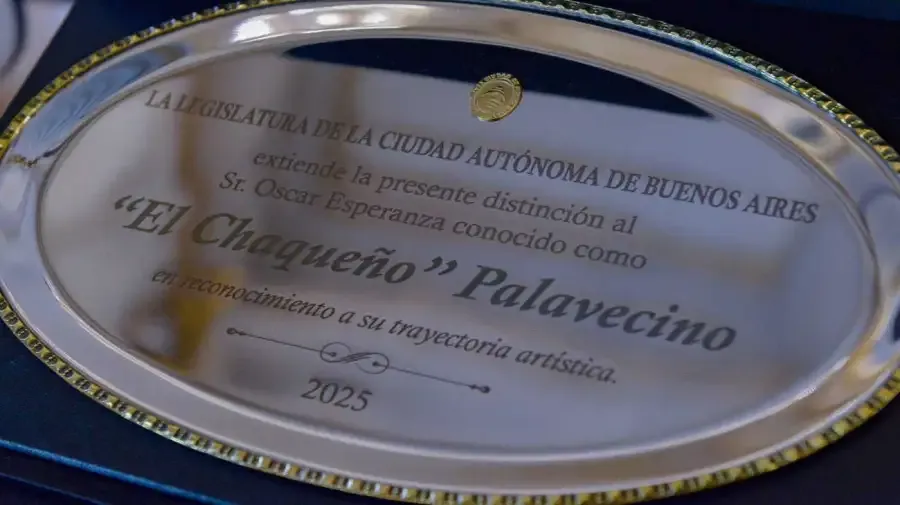 LA LEGISLATURA DE LA CIUDAD AUTÓNOMA DE BUENOS AIRES
extiende la presente distinción al
Sr. Oscar Esperanza conocido como
“El Chaqueño” Palavecino
en reconocimiento a su trayectoria artística.
2025